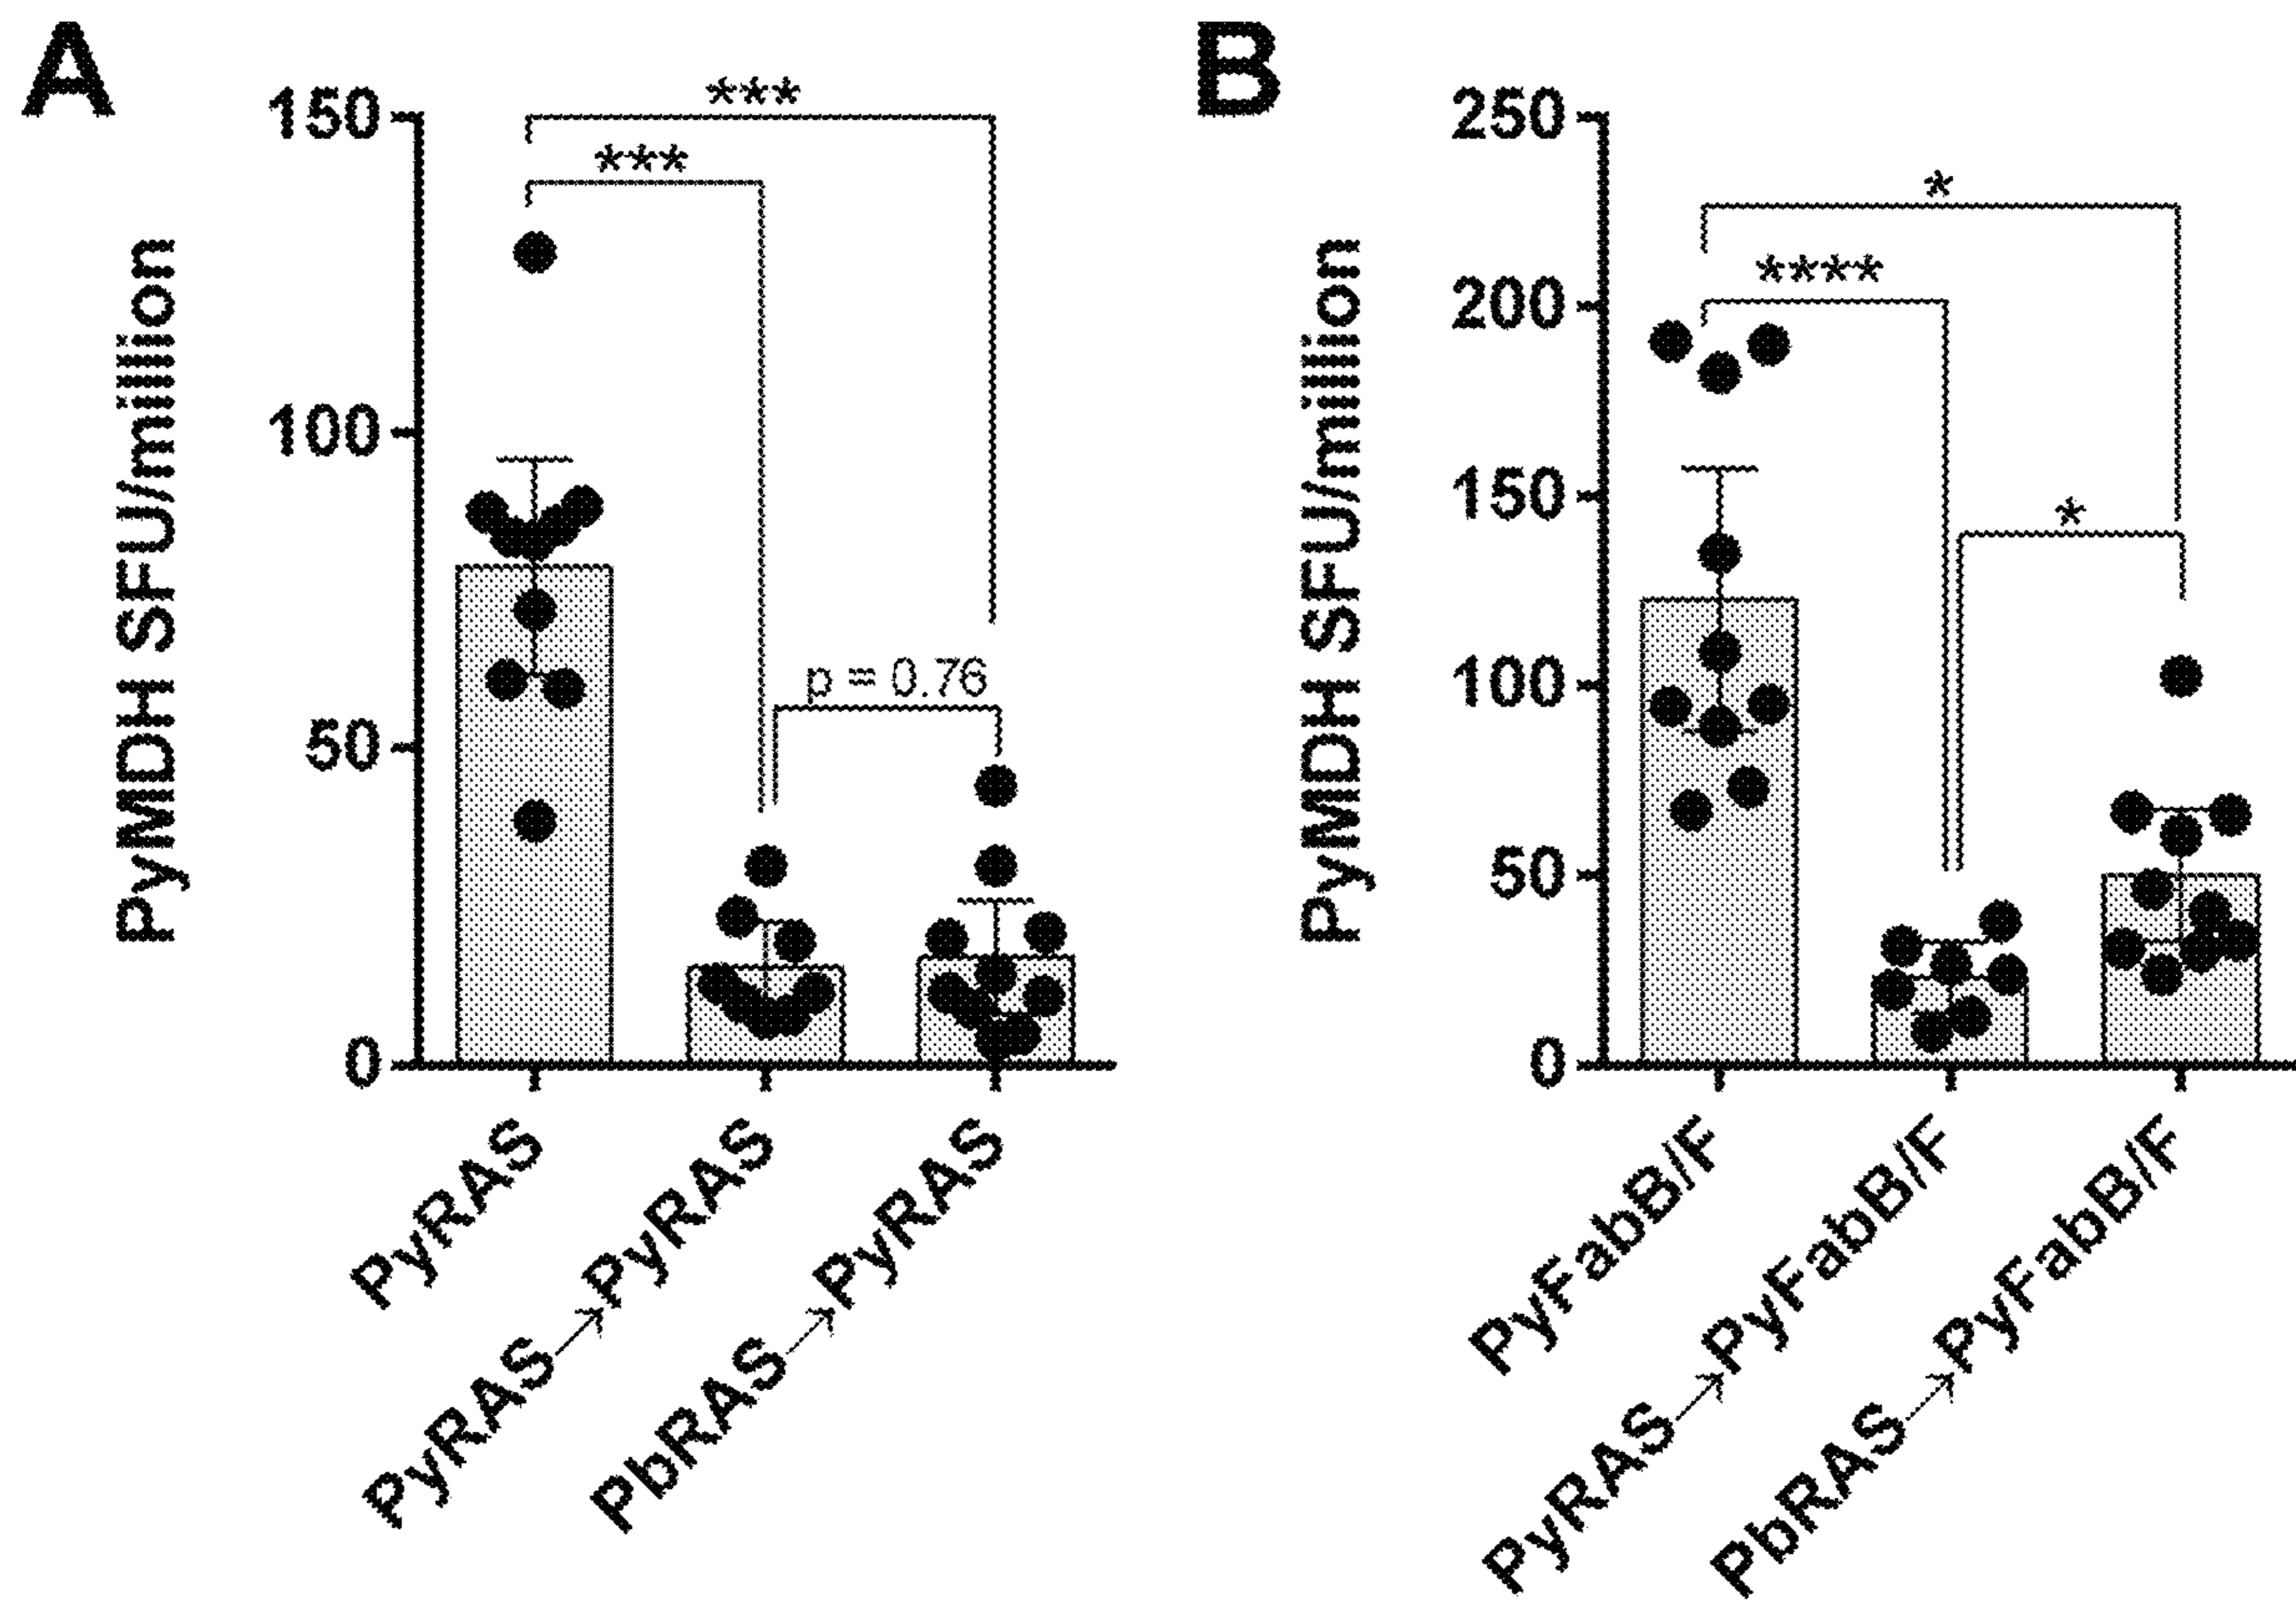 A
PyMDH SFU/million
150
100
50
0
***
***
p = 0.76
PyRAS
PyRAS→PyRAS
PbRAS→PyRAS
B
PyMDH SFU/million
250
200
150
100
50
0
*
****
*
PyFabB/F
PyRAS→PyFabB/F
PbRAS→PyFabB/F